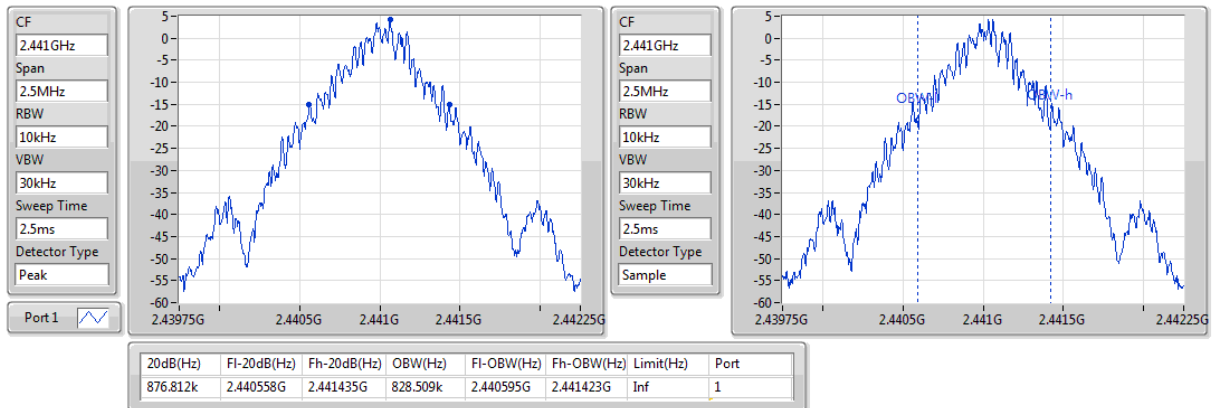 CF
2.441GHz
Span
2.5MHz
RBW
10kHz
VBW
30kHz
Sweep Time
2.5ms
Detector Type
Peak
Port 1
5
0
-5
-10
-15
-20
-25
-30
-35
-40
-45
-50
-55
-60
2.43975G 2.4405G 2.441G 2.4415G 2.44225G
CF
2.441GHz
Span
2.5MHz
RBW
10kHz
VBW
30kHz
Sweep Time
2.5ms
Detector Type
Sample
5
0
-5
-10
-15
-20
-25
-30
-35
-40
-45
-50
-55
-60
OBW-h
2.43975G 2.4405G 2.441G 2.4415G 2.44225G
20dB(Hz) Fl-20dB(Hz) Fh-20dB(Hz) OBW(Hz) Fl-OBW(Hz) Fh-OBW(Hz) Limit(Hz) Port
876.812k 2.440558G 2.441435G 828.509k 2.440595G 2.441423G Inf 1